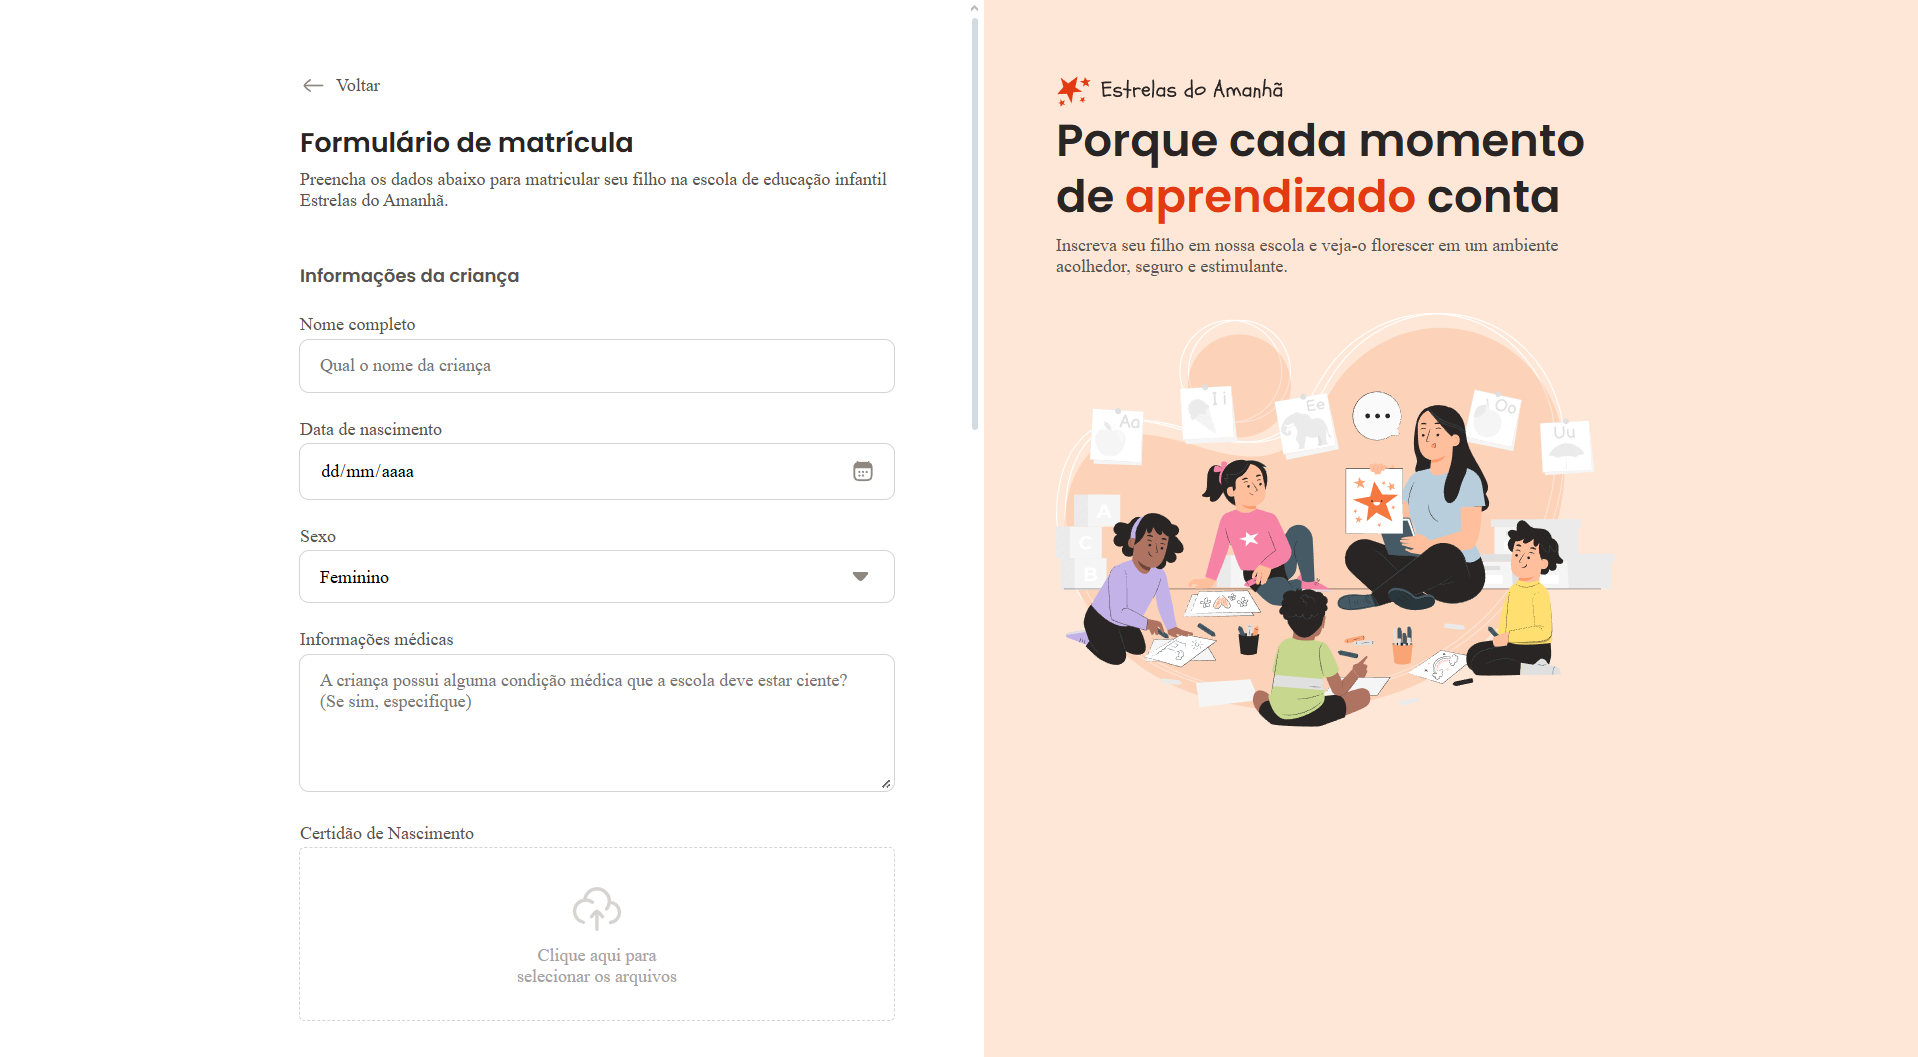 Voltar
Formulário de matrícula
Preencha os dados abaixo para matricular seu filho na escola de educação infantil
Estrelas do Amanhã.
Informações da criança
Nome completo
Qual o nome da criança
Data de nascimento
dd/mm/aaaa
Sexo
Feminino
Informações médicas
A criança possui alguma condição médica que a escola deve estar ciente?
(Se sim, especifique)
Certidão de Nascimento
Clique aqui para
selecionar os arquivos
Estrelas do Amanhã
Porque cada momento
de aprendizado conta
Inscreva seu filho em nossa escola e veja-o florescer em um ambiente
acolhedor, seguro e estimulante.
Aa
I i
Ee
Oo
Uu
A
C
B